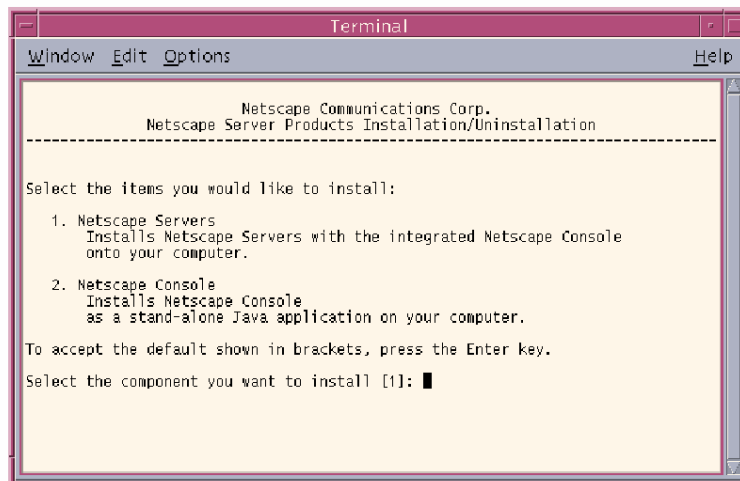 Terminal
Window Edit Options Help
Netscape Communications Corp.
Netscape Server Products Installation/Uninstallation
--------------------------------------------------------------------------------
Select the items you would like to install:
1. Netscape Servers
Installs Netscape Servers with the integrated Netscape Console
onto your computer.
2. Netscape Console
Installs Netscape Console
as a stand-alone Java application on your computer.
To accept the default shown in brackets, press the Enter key.
Select the component you want to install [1]: